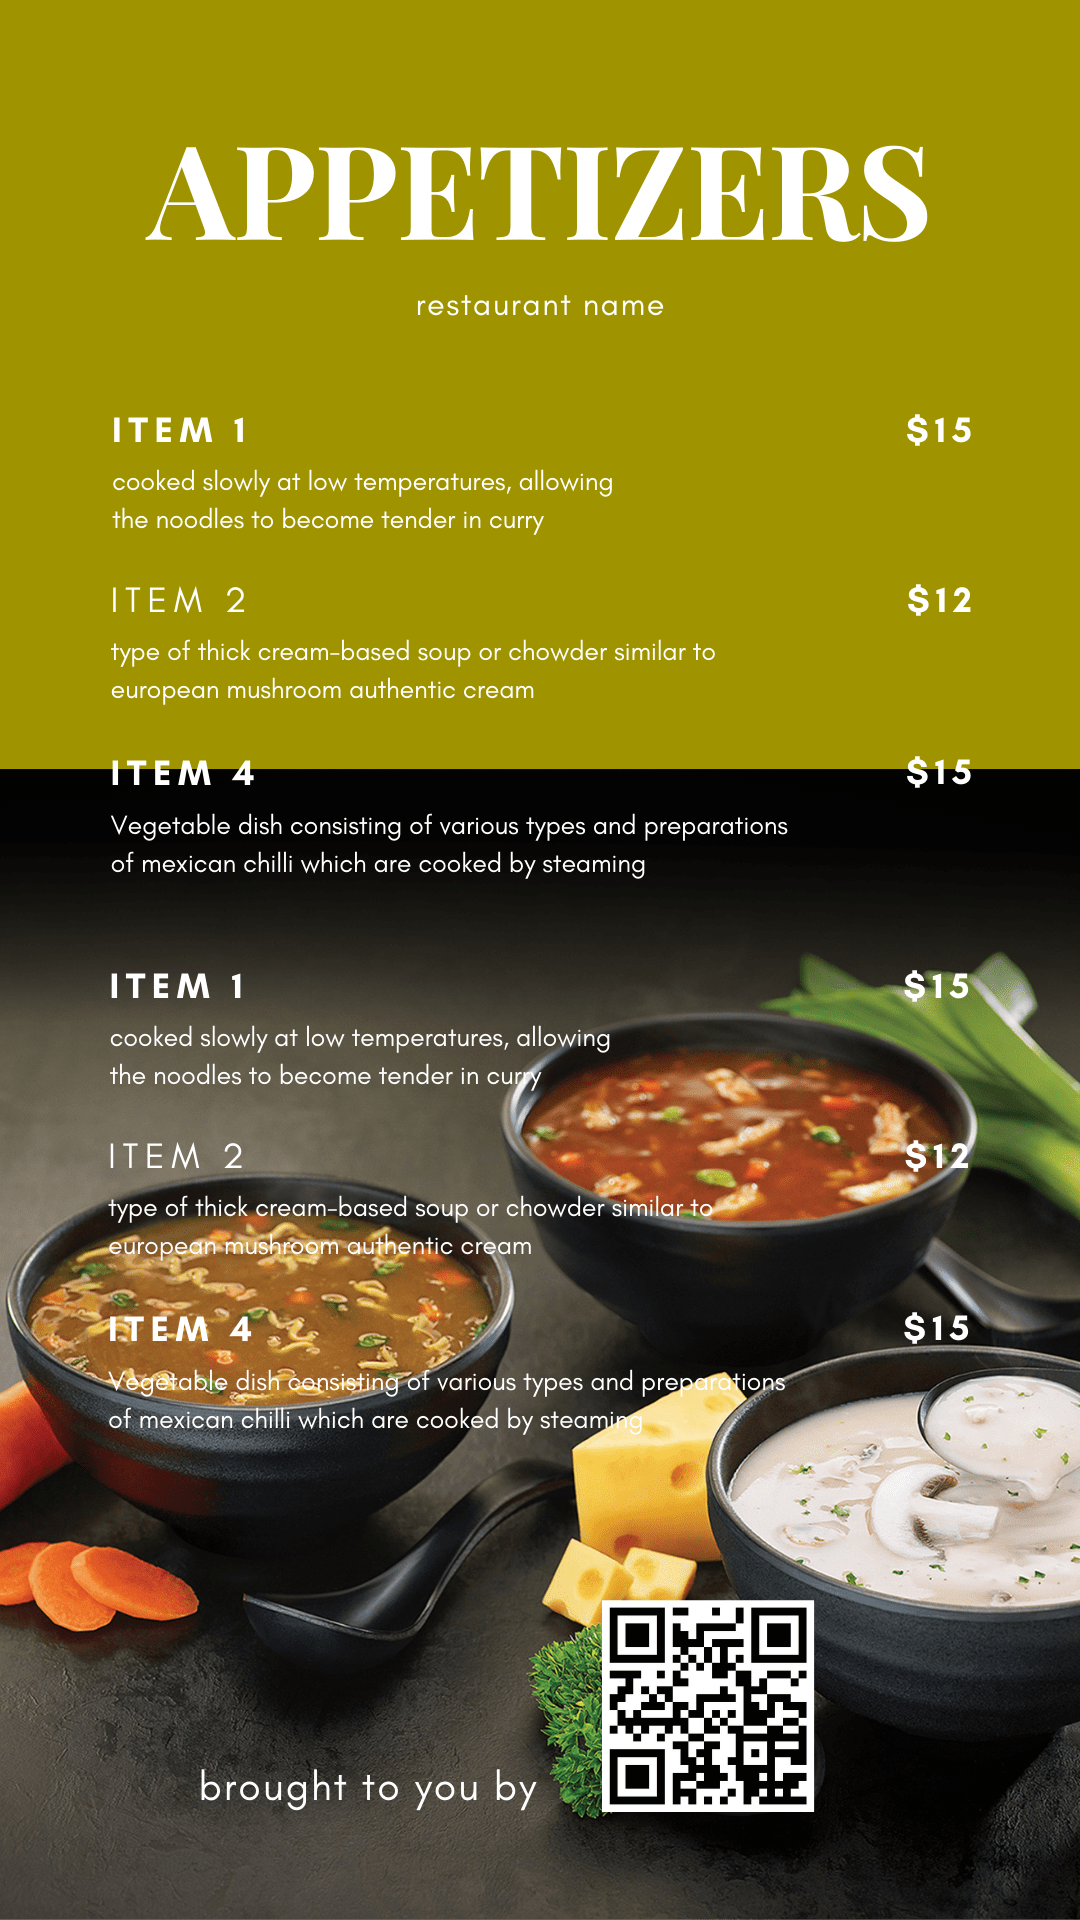 APPETIZERS
restaurant name
ITEM 1 $15
cooked slowly at low temperatures, allowing
the noodles to become tender in curry
ITEM 2 $12
type of thick cream-based soup or chowder similar to
european mushroom authentic cream
ITEM 4 $15
Vegetable dish consisting of various types and preparations
of mexican chilli which are cooked by steaming
ITEM 1 $15
cooked slowly at low temperatures, allowing
the noodles to become tender in curry
ITEM 2 $12
type of thick cream-based soup or chowder similar to
european mushroom authentic cream
ITEM 4 $15
Vegetable dish consisting of various types and preparations
of mexican chilli which are cooked by steaming
brought to you by